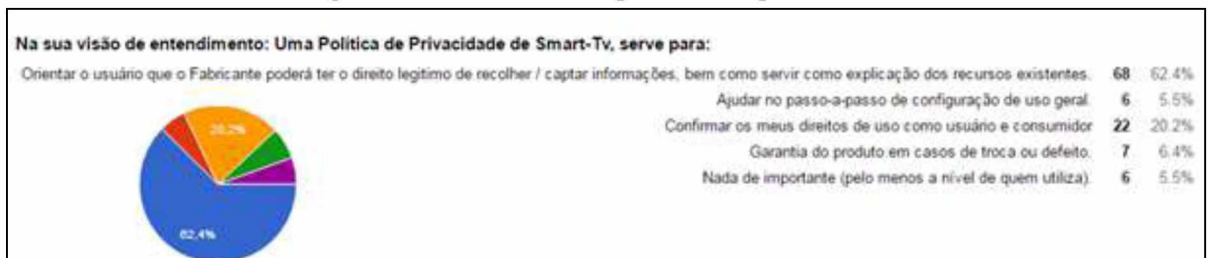 Na sua visão de entendimento: Uma Política de Privacidade de Smart-Tv, serve para:
Orientar o usuário que o Fabricante poderá ter o direito legítimo de recolher / captar informações, bem como servir como explicação dos recursos existentes. 68 62.4%
Ajudar no passo-a-passo de configuração de uso geral. 6 5.5%
Confirmar os meus direitos de uso como usuário e consumidor 22 20.2%
Garantia do produto em casos de troca ou defeito. 7 6.4%
Nada de importante (pelo menos a nível de quem utiliza). 6 5.5%
20.2%
62.4%